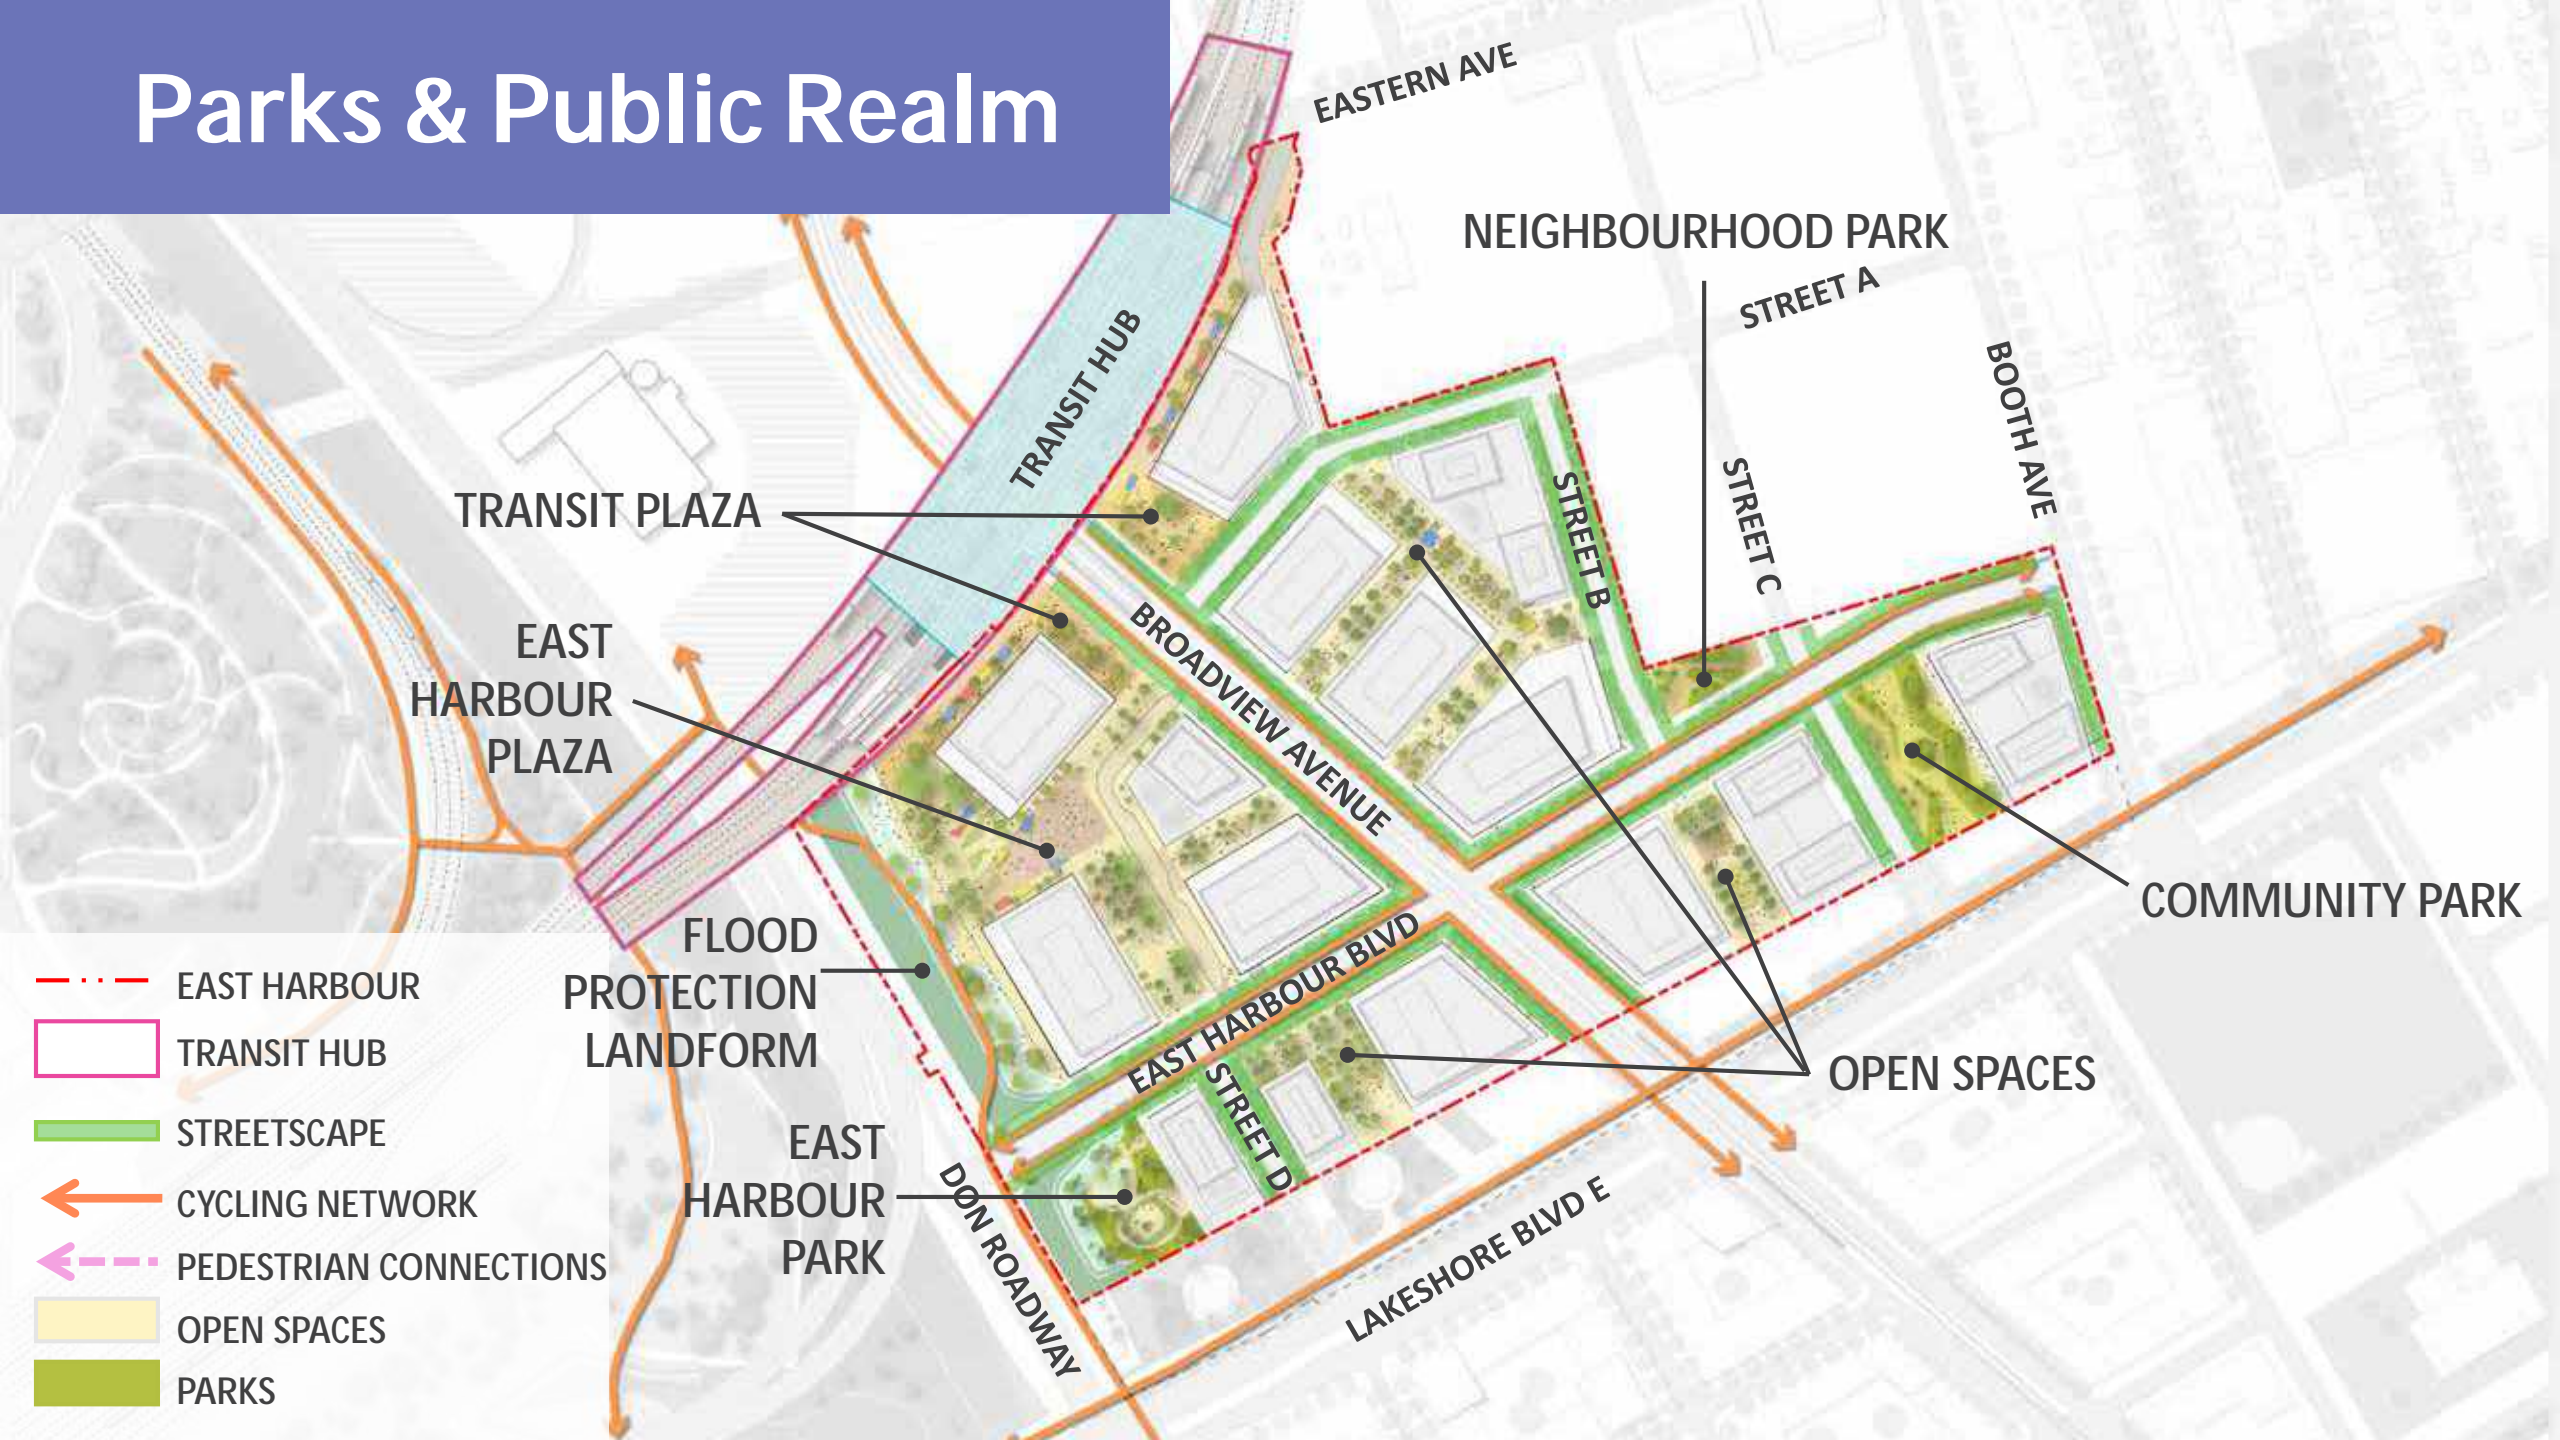 Parks & Public Realm
EASTERN AVE
NEIGHBOURHOOD PARK
STREET A
BOOTH AVE
TRANSIT HUB
TRANSIT PLAZA
STREET B
STREET C
EAST
HARBOUR
PLAZA
BROADVIEW AVENUE
COMMUNITY PARK
FLOOD
PROTECTION
LANDFORM
EAST HARBOUR BLVD
OPEN SPACES
STREET D
EAST
HARBOUR
PARK
DON ROADWAY
LAKESHORE BLVD E
EAST HARBOUR
TRANSIT HUB
STREETSCAPE
CYCLING NETWORK
PEDESTRIAN CONNECTIONS
OPEN SPACES
PARKS